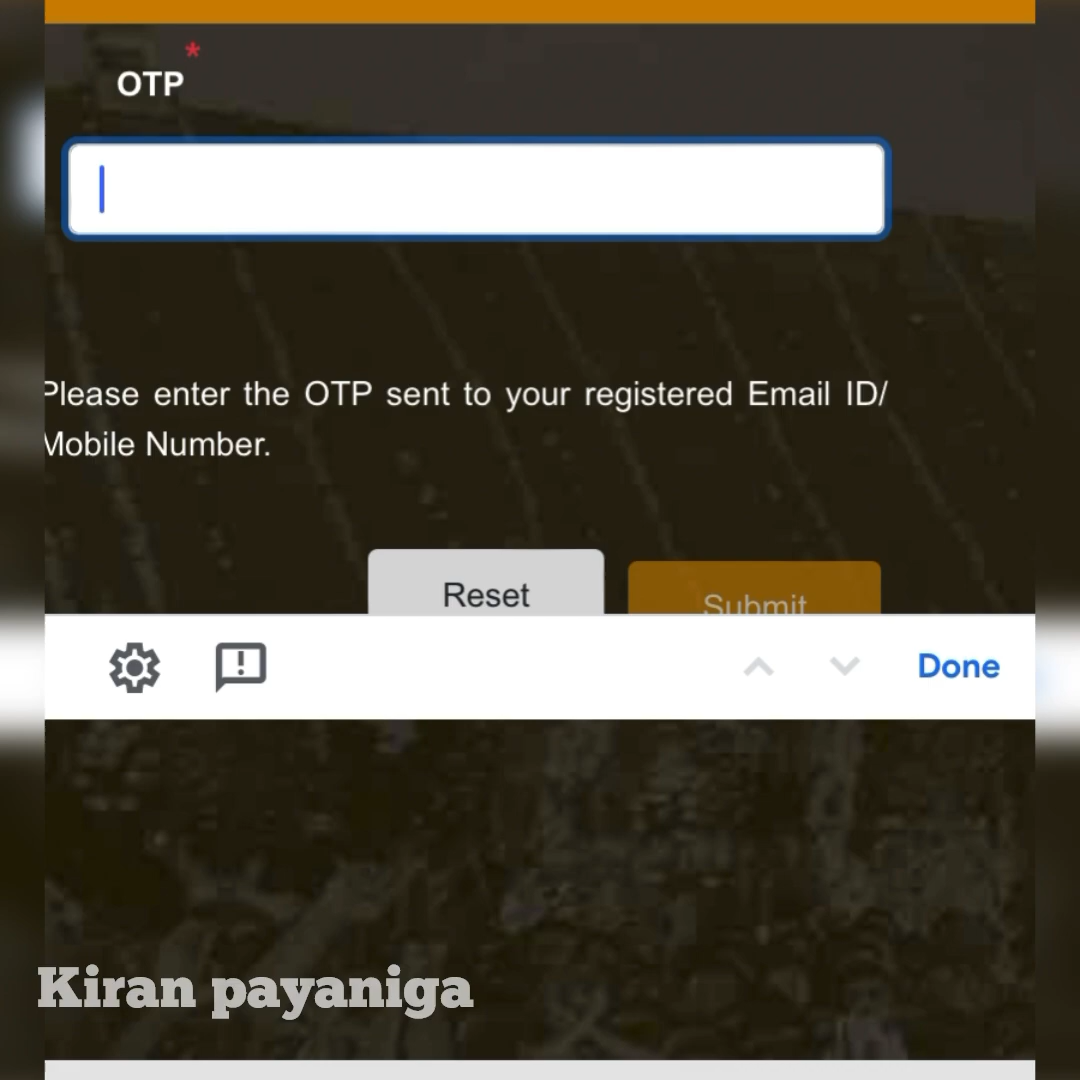 OTP *
Please enter the OTP sent to your registered Email ID/
Mobile Number.
Reset
Submit
Done
Kiran payaniga